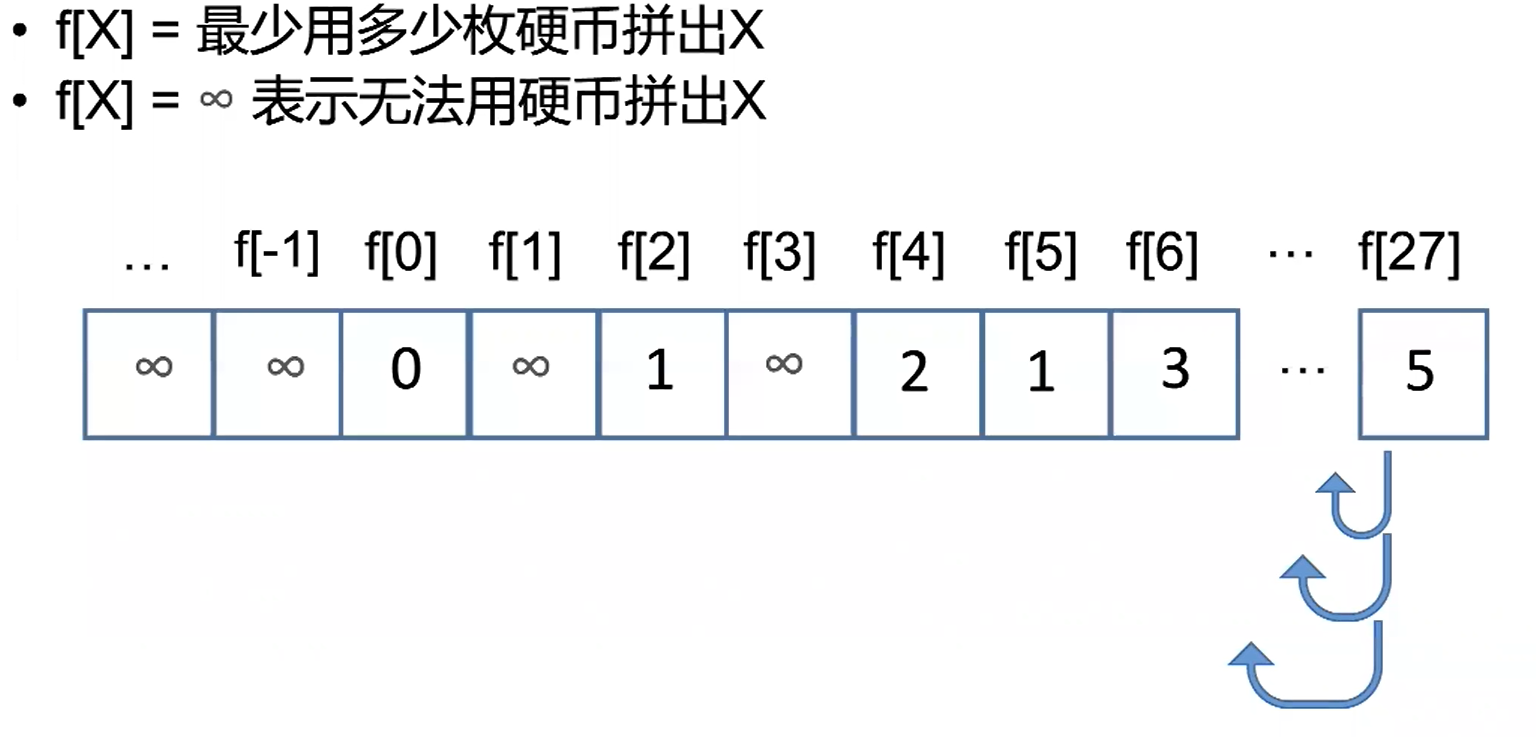 • f[X] = 最少用多少枚硬币拼出X
• f[X] = ∞ 表示无法用硬币拼出X
… f[-1] f[0] f[1] f[2] f[3] f[4] f[5] f[6] … f[27]
∞ ∞ 0 ∞ 1 ∞ 2 1 3 … 5